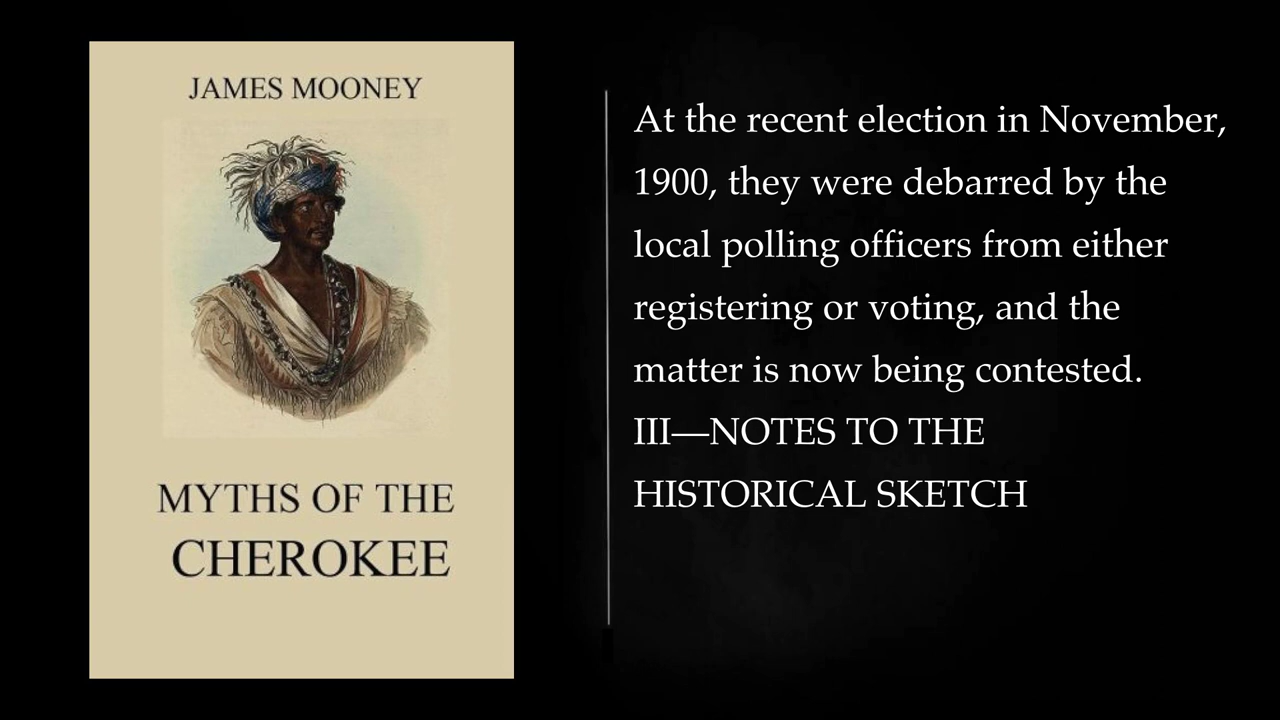 JAMES MOONEY
MYTHS OF THE
CHEROKEE
At the recent election in November,
1900, they were debarred by the
local polling officers from either
registering or voting, and the
matter is now being contested.
III—NOTES TO THE
HISTORICAL SKETCH